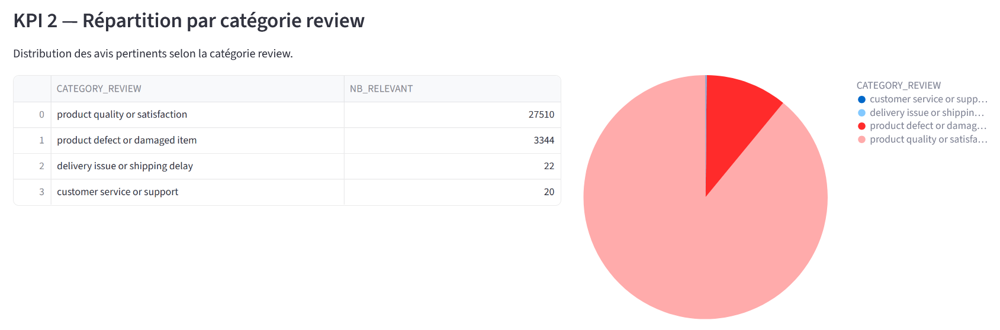 KPI 2 — Répartition par catégorie review
Distribution des avis pertinents selon la catégorie review.
CATEGORY_REVIEW NB_RELEVANT
0 product quality or satisfaction 27510
1 product defect or damaged item 3344
2 delivery issue or shipping delay 22
3 customer service or support 20
CATEGORY_REVIEW
customer service or supp…
delivery issue or shippin…
product defect or damag…
product quality or satisfa…